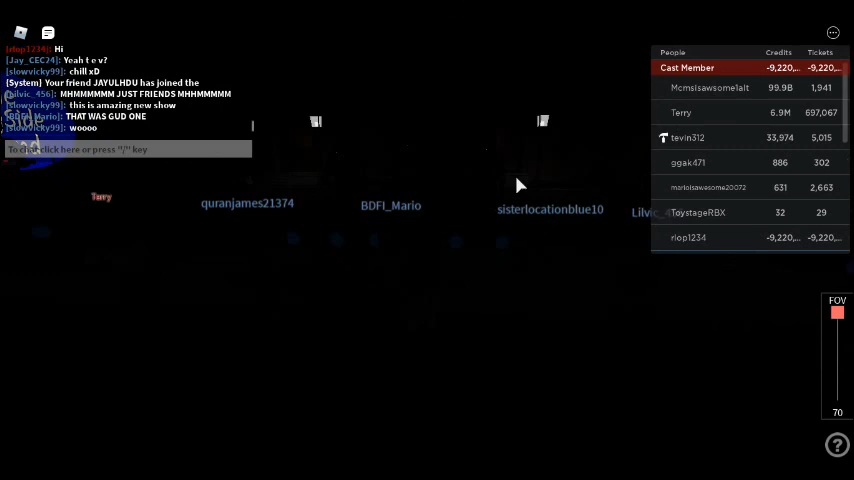 [rlop1234]: Hi
[Jay_CEC24]: Yeah t e v?
[slowvicky99]: chill xD
[System] Your friend JAYULHDU has joined the
[Lilvic_456]: MHMMMMMM JUST FRIENDS MHHMMMMM
[slowvicky99]: this is amazing new show
[BDFI_Mario]: THAT WAS GUD ONE
[slowvicky99]: woooo
Side
To chat click here or press "/" key
Terry
quranjames21374
BDFI_Mario
sisterlocationblue10
People Credits Tickets
Cast Member -9,220,... -9,220,...
Mcmsisawsome1alt 99.9B 1,941
Terry 6.9M 697,067
tevin312 33,974 5,015
ggak471 886 302
marioisawesome20072 631 2,663
ToystageRBX 32 29
rlop1234 -9,220,... -9,220,...
FOV
70
?